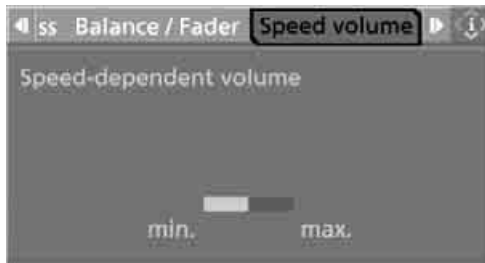 ss Balance / Fader Speed volume i
Speed-dependent volume
min. max.